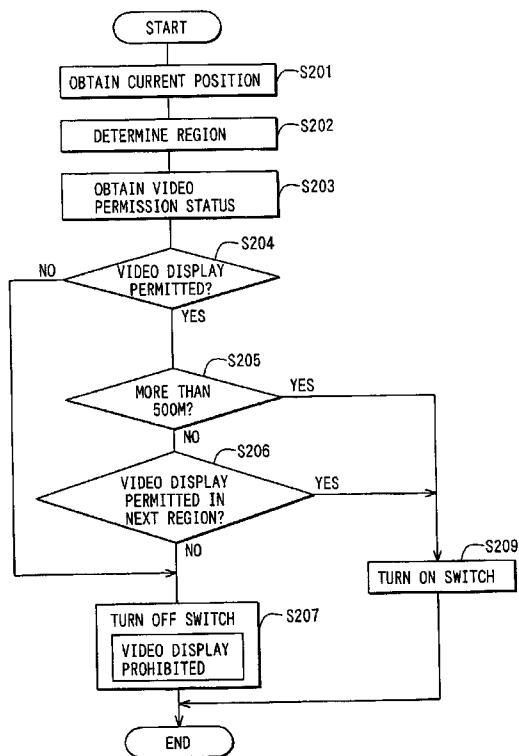 START
OBTAIN CURRENT POSITION
S201
DETERMINE REGION
S202
OBTAIN VIDEO
PERMISSION STATUS
S203
S204
NO
VIDEO DISPLAY
PERMITTED?
YES
S205
MORE THAN
500M?
YES
NO
S206
VIDEO DISPLAY
PERMITTED IN
NEXT REGION?
YES
NO
S209
TURN ON SWITCH
TURN OFF SWITCH
S207
VIDEO DISPLAY
PROHIBITED
END